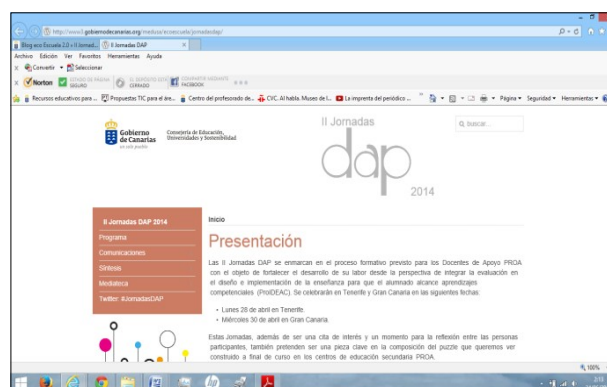 http://www3.gobiernodecanarias.org/medusa/ecoescuela/jornadasdap/
Blog eco Escuela 2.0 » II Jornad...
II Jornadas DAP
Archivo Edición Ver Favoritos Herramientas Ayuda
Convertir Seleccionar
Norton
SEGURO
CERRADO
COMPARTIR MEDIANTE
FACEBOOK
Recursos educativos para ...
Propuestas TIC para el áre...
Centro del profesorado de...
CVC. Al habla. Museo de l...
La imprenta del periódico ...
Página Seguridad Herramientas
Gobierno
de Canarias
Consejería de Educación,
Universidades y Sostenibilidad
II Jornadas
dap
2014
buscar...
II Jornadas DAP 2014
Programa
Comunicaciones
Síntesis
Mediateca
Twitter: #JornadasDAP
Inicio
Presentación
Las II Jornadas DAP se enmarcan en el proceso formativo previsto para los Docentes de Apoyo PROA
con el objeto de fortalecer el desarrollo de su labor desde la perspectiva de integrar la evaluación en
el diseño e implementación de la enseñanza para que el alumnado alcance aprendizajes
competenciales (ProIDEAC). Se celebrarán en Tenerife y Gran Canaria en las siguientes fechas:
Lunes 28 de abril en Tenerife.
Miércoles 30 de abril en Gran Canaria.
Estas Jornadas, además de ser una cita de interés y un momento para la reflexión entre las personas
participantes, también pretenden ser una pieza clave en la composición del puzzle que queremos ver
construido a final de curso en los centros de educación secundaria PROA.
100%